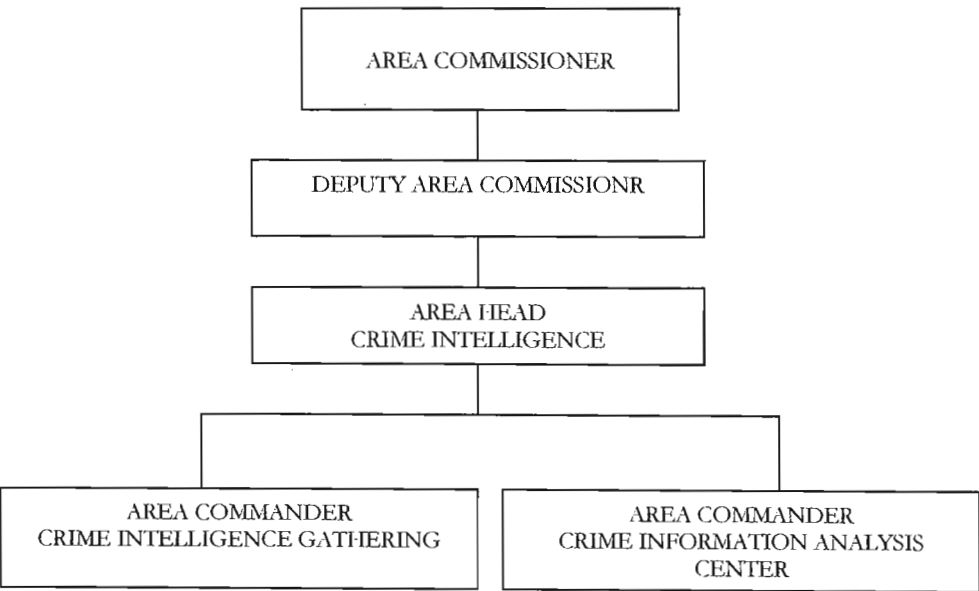 AREA COMMISSIONER
DEPUTY AREA COMMISSIONR
AREA HEAD
CRIME INTELLIGENCE
AREA COMMANDER
CRIME INTELLIGENCE GATHERING
AREA COMMANDER
CRIME INFORMATION ANALYSIS
CENTER